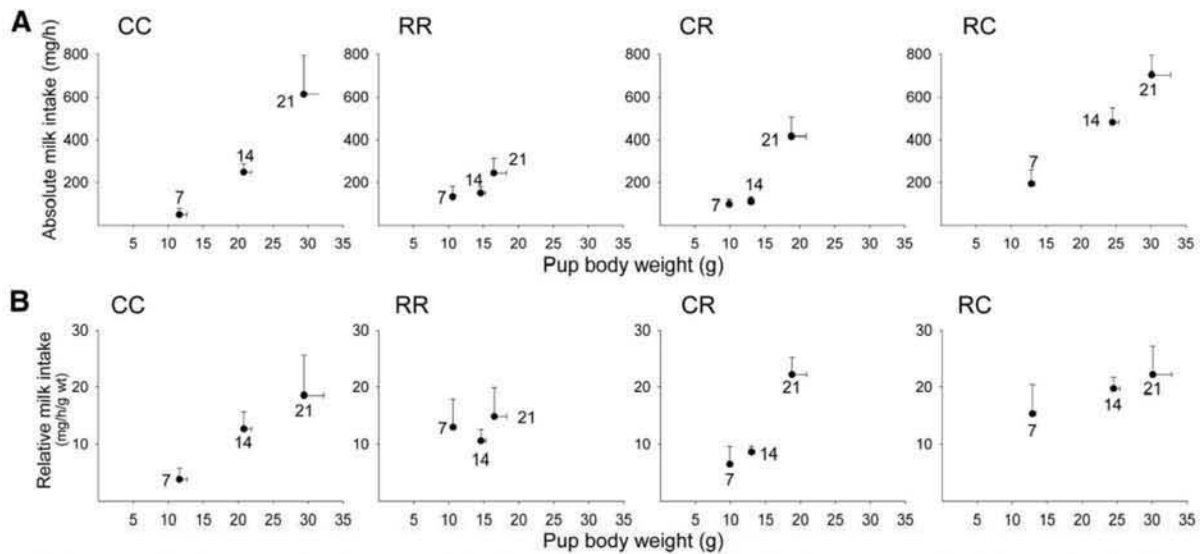 A
CC
RR
CR
RC
Absolute milk intake (mg/h)
800
600
400
200
7
14
21
5 10 15 20 25 30 35
800
600
400
200
7
14
21
5 10 15 20 25 30 35
800
600
400
200
7
14
21
5 10 15 20 25 30 35
800
600
400
200
7
14
21
5 10 15 20 25 30 35
Pup body weight (g)
B
CC
RR
CR
RC
Relative milk intake
(mg/h/g wt)
30
20
10
7
14
21
5 10 15 20 25 30 35
30
20
10
7
14
21
5 10 15 20 25 30 35
30
20
10
7
14
21
5 10 15 20 25 30 35
30
20
10
7
14
21
5 10 15 20 25 30 35
Pup body weight (g)